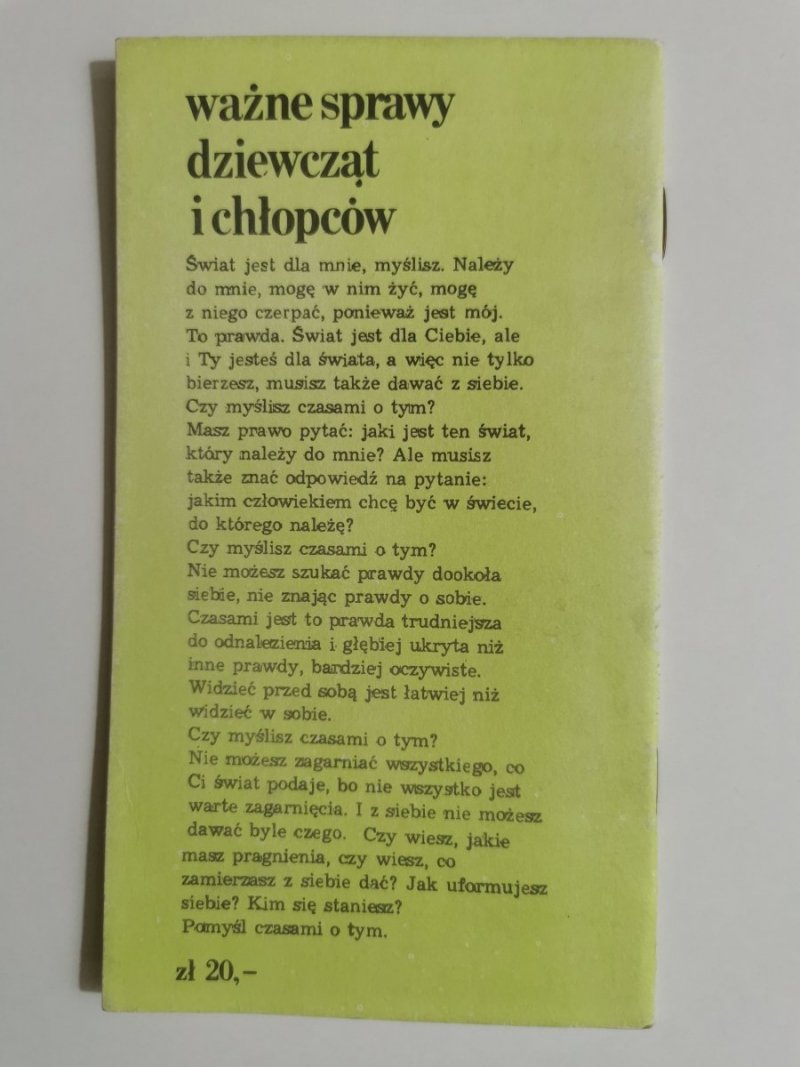 ważne sprawy
dziewcząt
i chłopców
Świat jest dla mnie, myślisz. Należy
do mnie, mogę w nim żyć, mogę
z niego czerpać, ponieważ jest mój.
To prawda. Świat jest dla Ciebie, ale
i Ty jesteś dla świata, a więc nie tylko
bierzesz, musisz także dawać z siebie.
Czy myślisz czasami o tym?
Masz prawo pytać: jaki jest ten świat,
który należy do mnie? Ale musisz
także znać odpowiedź na pytanie:
jakim człowiekiem chcę być w świecie,
do którego należę?
Czy myślisz czasami o tym?
Nie możesz szukać prawdy dookoła
siebie, nie znając prawdy o sobie.
Czasami jest to prawda trudniejsza
do odnalezienia i głębiej ukryta niż
inne prawdy, bardziej oczywiste.
Widzieć przed sobą jest łatwiej niż
widzieć w sobie.
Czy myślisz czasami o tym?
Nie możesz zagarniać wszystkiego, co
Ci świat podaje, bo nie wszystko jest
warte zagarnięcia. I z siebie nie możesz
dawać byle czego. Czy wiesz, jakie
masz pragnienia, czy wiesz, co
zamierzasz z siebie dać? Jak uformujesz
siebie? Kim się staniesz?
Pomyśl czasami o tym.
zł 20,–